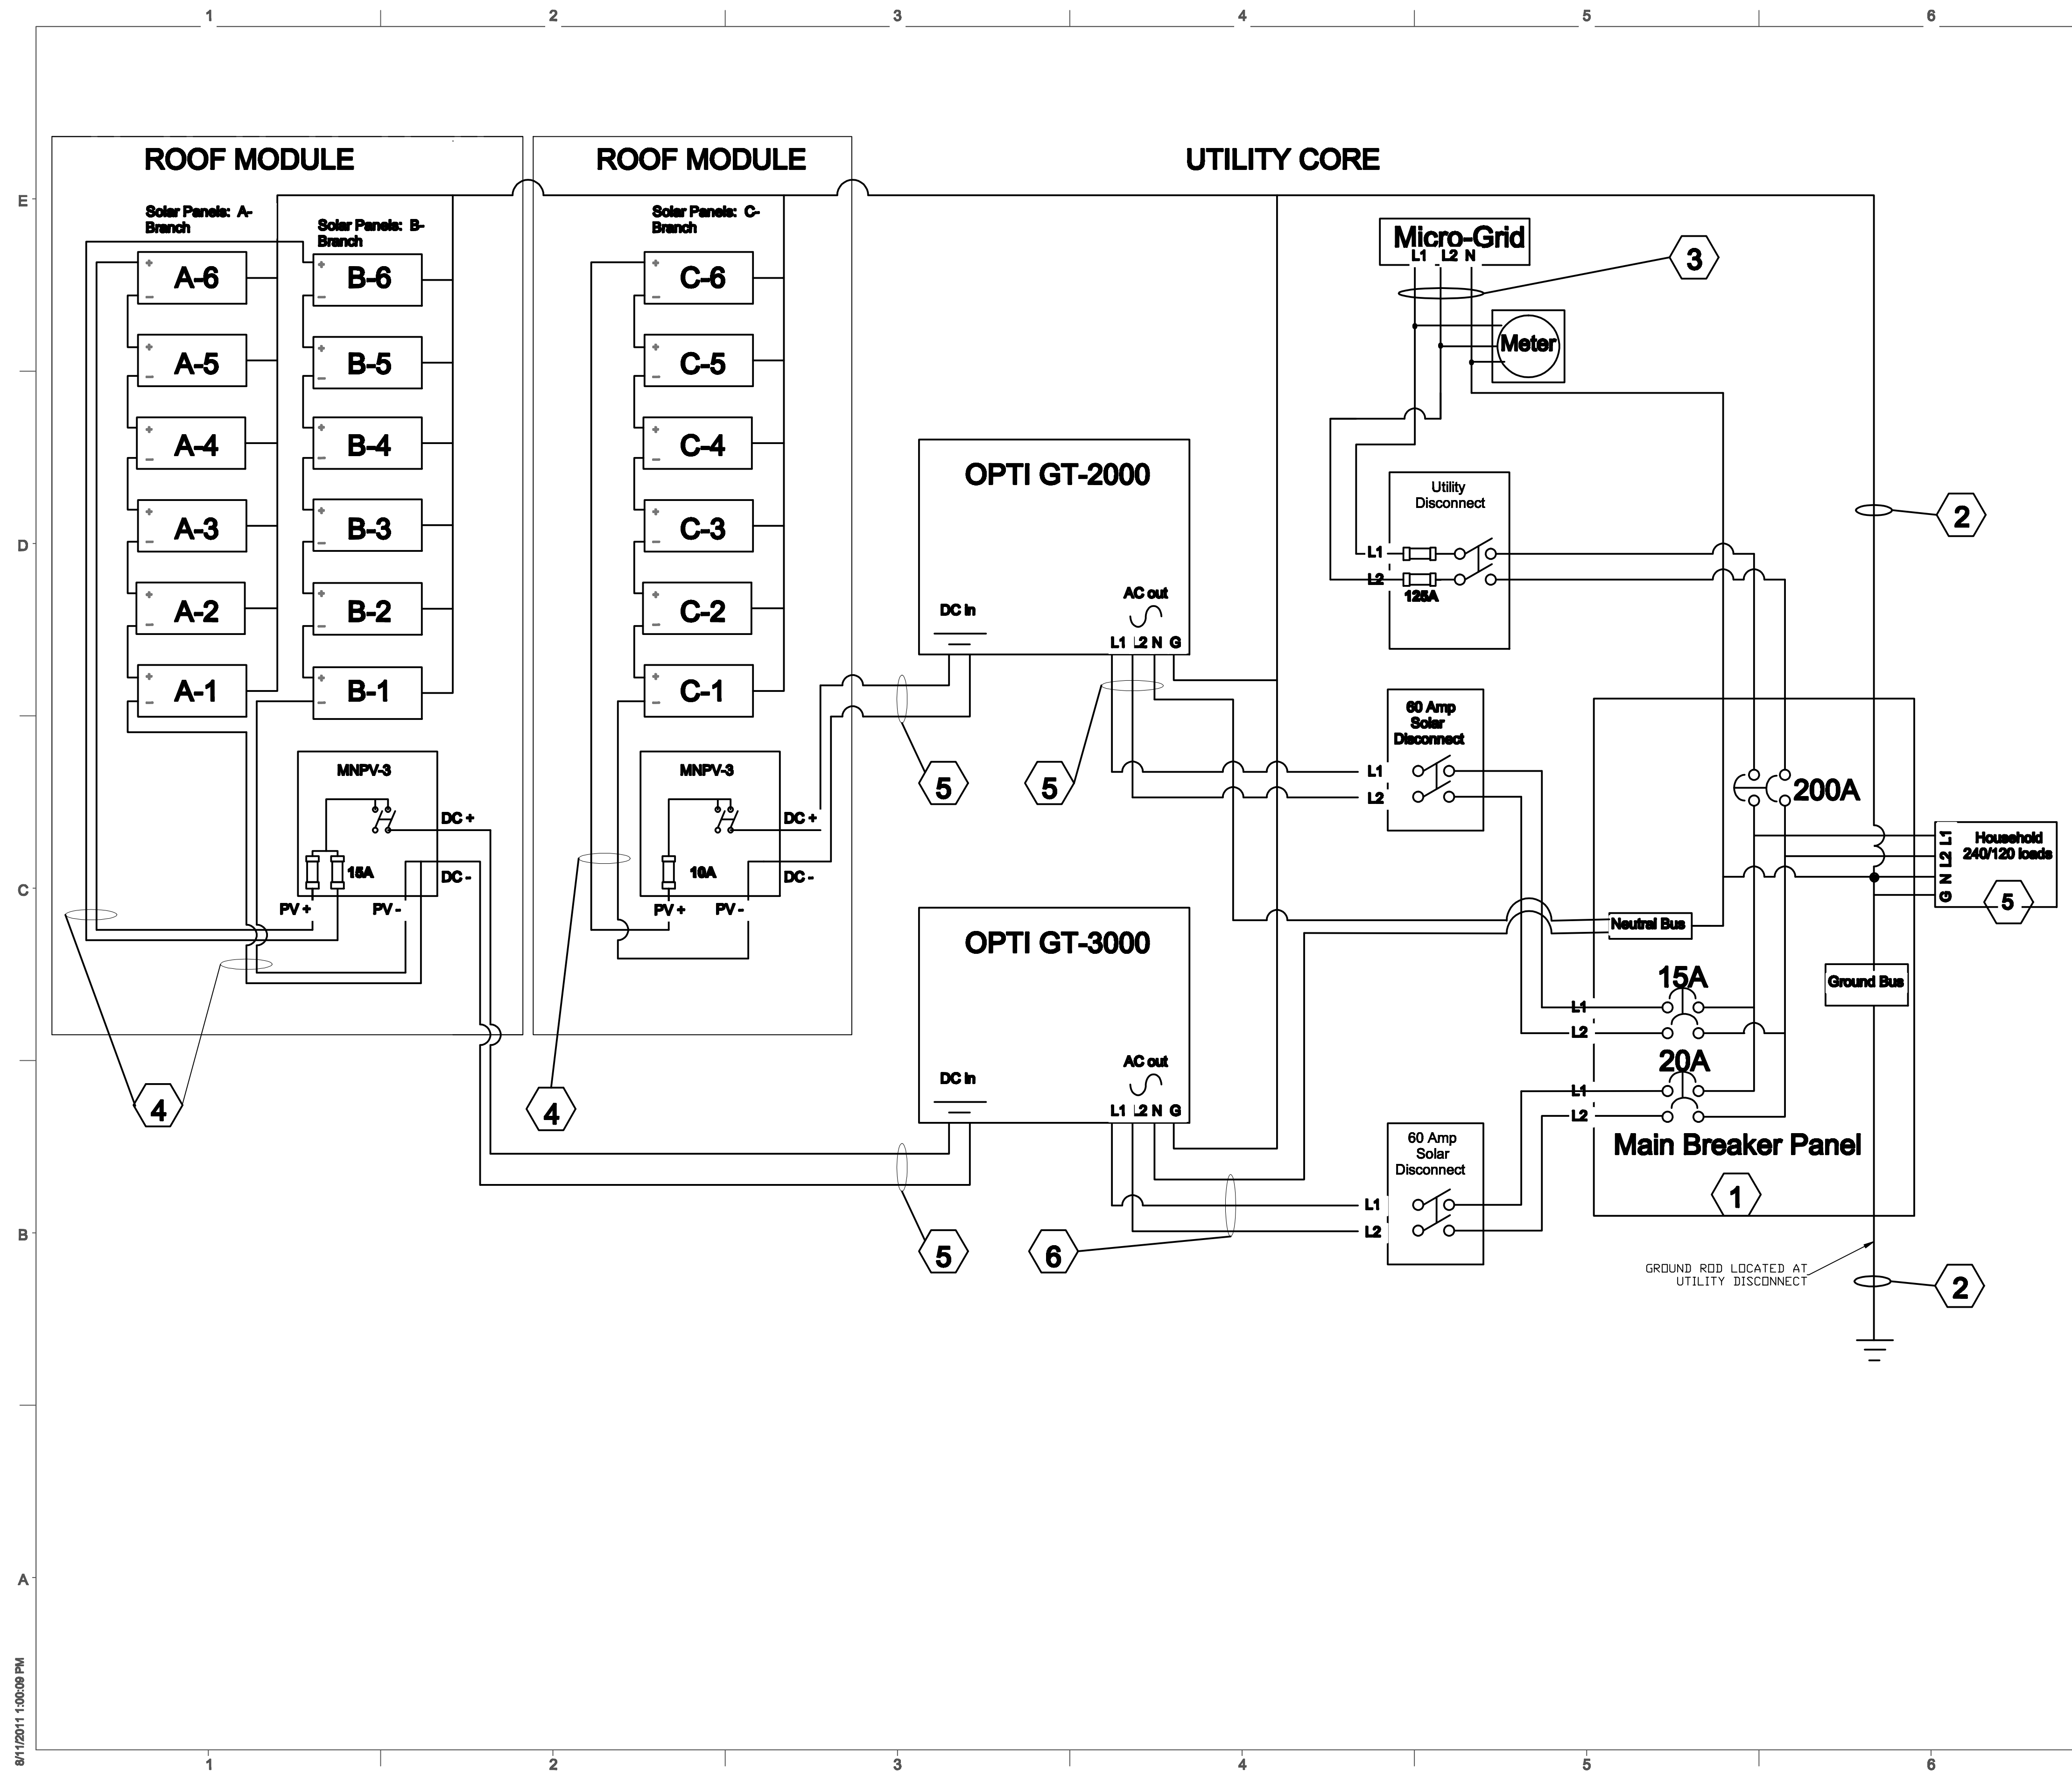 1 2 3 4 5 6
ROOF MODULE
ROOF MODULE
UTILITY CORE
E
D
C
B
A
Solar Panels: A-
Branch
Solar Panels: B-
Branch
Solar Panels: C-
Branch
+
A-6
−
+
A-5
−
+
A-4
−
+
A-3
−
+
A-2
−
+
A-1
−
+
B-6
−
+
B-5
−
+
B-4
−
+
B-3
−
+
B-2
−
+
B-1
−
+
C-6
−
+
C-5
−
+
C-4
−
+
C-3
−
+
C-2
−
+
C-1
−
MNPV-3
DC +
15A
DC -
PV +
PV -
4
MNPV-3
DC +
10A
DC -
PV +
PV -
4
OPTI GT-2000
DC in
AC out
L1 L2 N G
5
5
OPTI GT-3000
DC in
AC out
L1 L2 N G
5
6
Micro-Grid
L1 L2 N
3
Meter
Utility
Disconnect
L1
L2
125A
2
60 Amp
Solar
Disconnect
L1
L2
60 Amp
Solar
Disconnect
L1
L2
200A
Neutral Bus
Ground Bus
15A
L1
L2
20A
L1
L2
Main Breaker Panel
1
G N L2 L1
Household
240/120 loads
5
GROUND ROD LOCATED AT
UTILITY DISCONNECT
2
8/11/2011 1:00:09 PM
1 2 3 4 5 6